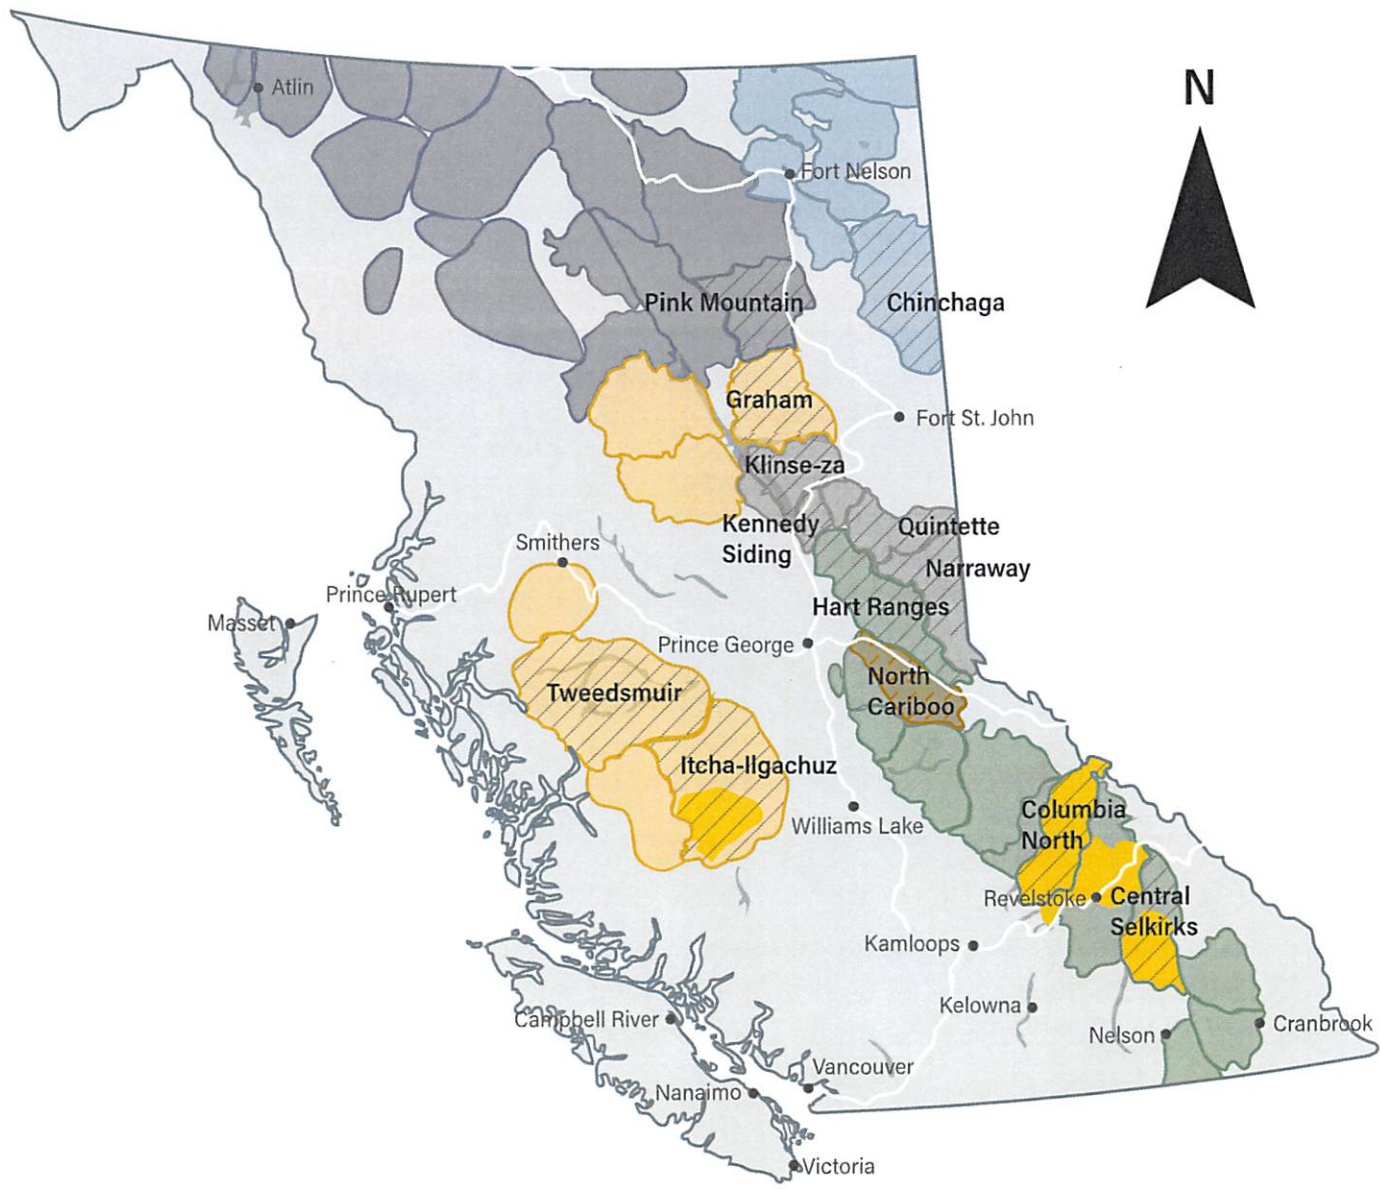 N
Atlin
Fort Nelson
Pink Mountain
Chinchaga
Graham
Fort St. John
Klinse-za
Kennedy
Siding
Quintette
Narraway
Smithers
Prince Rupert
Masset
Hart Ranges
Prince George
North
Cariboo
Tweedsmuir
Itcha-Ilgachuz
Williams Lake
Columbia
North
Revelstoke
Central
Selkirks
Kamloops
Kelowna
Campbell River
Nelson
Cranbrook
Vancouver
Nanaimo
Victoria